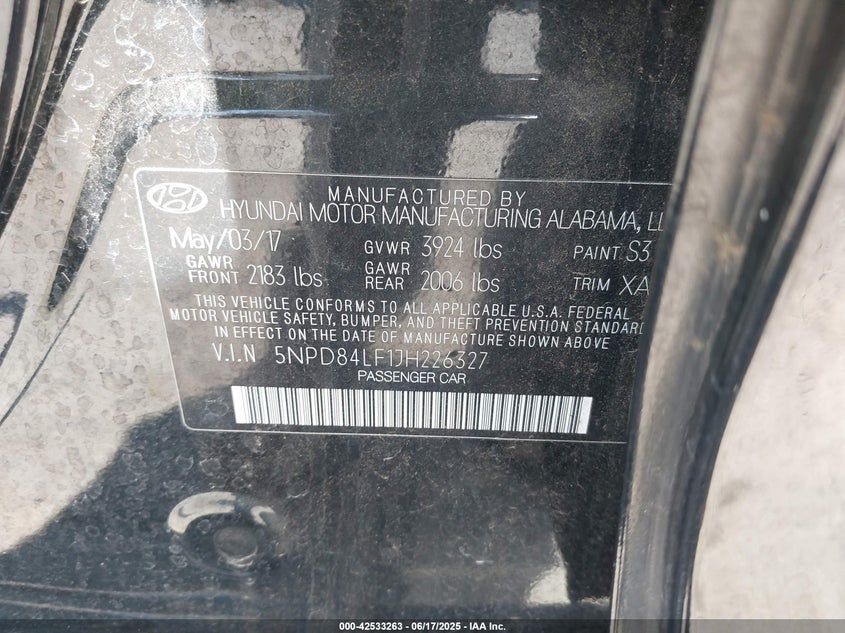 MANUFACTURED BY
HYUNDAI MOTOR MANUFACTURING ALABAMA, LL
May/03/17 GVWR 3924 lbs PAINT S3
GAWR FRONT 2183 lbs GAWR REAR 2006 lbs TRIM XA
THIS VEHICLE CONFORMS TO ALL APPLICABLE U.S.A. FEDERAL
MOTOR VEHICLE SAFETY, BUMPER, AND THEFT PREVENTION STANDARD
IN EFFECT ON THE DATE OF MANUFACTURE SHOWN ABOVE
V.I.N 5NPD84LF1JH226327
PASSENGER CAR
000-42533263 - 06/17/2025 - IAA Inc.